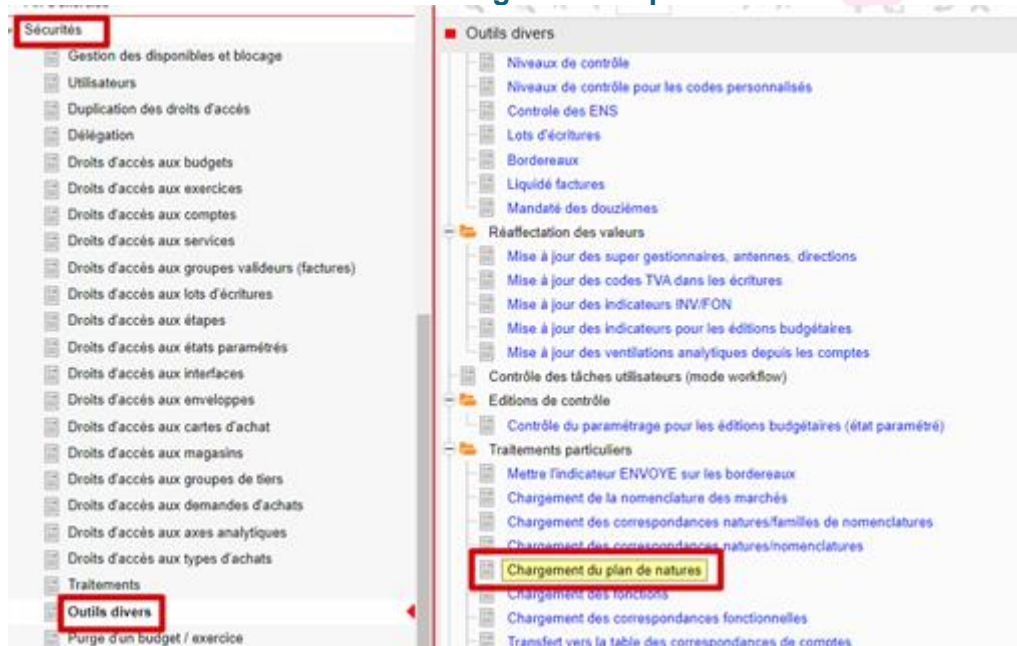 Sécurités
Gestion des disponibles et blocage
Utilisateurs
Duplication des droits d'accès
Délégation
Droits d'accès aux budgets
Droits d'accès aux exercices
Droits d'accès aux comptes
Droits d'accès aux services
Droits d'accès aux groupes valideurs (factures)
Droits d'accès aux lots d'écritures
Droits d'accès aux étapes
Droits d'accès aux états paramétrés
Droits d'accès aux interfaces
Droits d'accès aux enveloppes
Droits d'accès aux cartes d'achat
Droits d'accès aux magasins
Droits d'accès aux groupes de tiers
Droits d'accès aux demandes d'achats
Droits d'accès aux axes analytiques
Droits d'accès aux types d'achats
Traitements
Outils divers
Purge d'un budget / exercice
Outils divers
Niveaux de contrôle
Niveaux de contrôle pour les codes personnalisés
Controle des ENS
Lots d'écritures
Bordereaux
Liquidé factures
Mandaté des douzièmes
Réaffectation des valeurs
Mise à jour des super gestionnaires, antennes, directions
Mise à jour des codes TVA dans les écritures
Mise à jour des indicateurs INV/FON
Mise à jour des indicateurs pour les éditions budgétaires
Mise à jour des ventilations analytiques depuis les comptes
Contrôle des tâches utilisateurs (mode workflow)
Editions de contrôle
Contrôle du paramétrage pour les éditions budgétaires (état paramétré)
Traitements particuliers
Mettre l'indicateur ENVOYE sur les bordereaux
Chargement de la nomenclature des marchés
Chargement des correspondances natures/familles de nomenclatures
Chargement des correspondances natures/nomenclatures
Chargement du plan de natures
Chargement des fonctions
Chargement des correspondances fonctionnelles
Transfert vers la table des correspondances de comptes